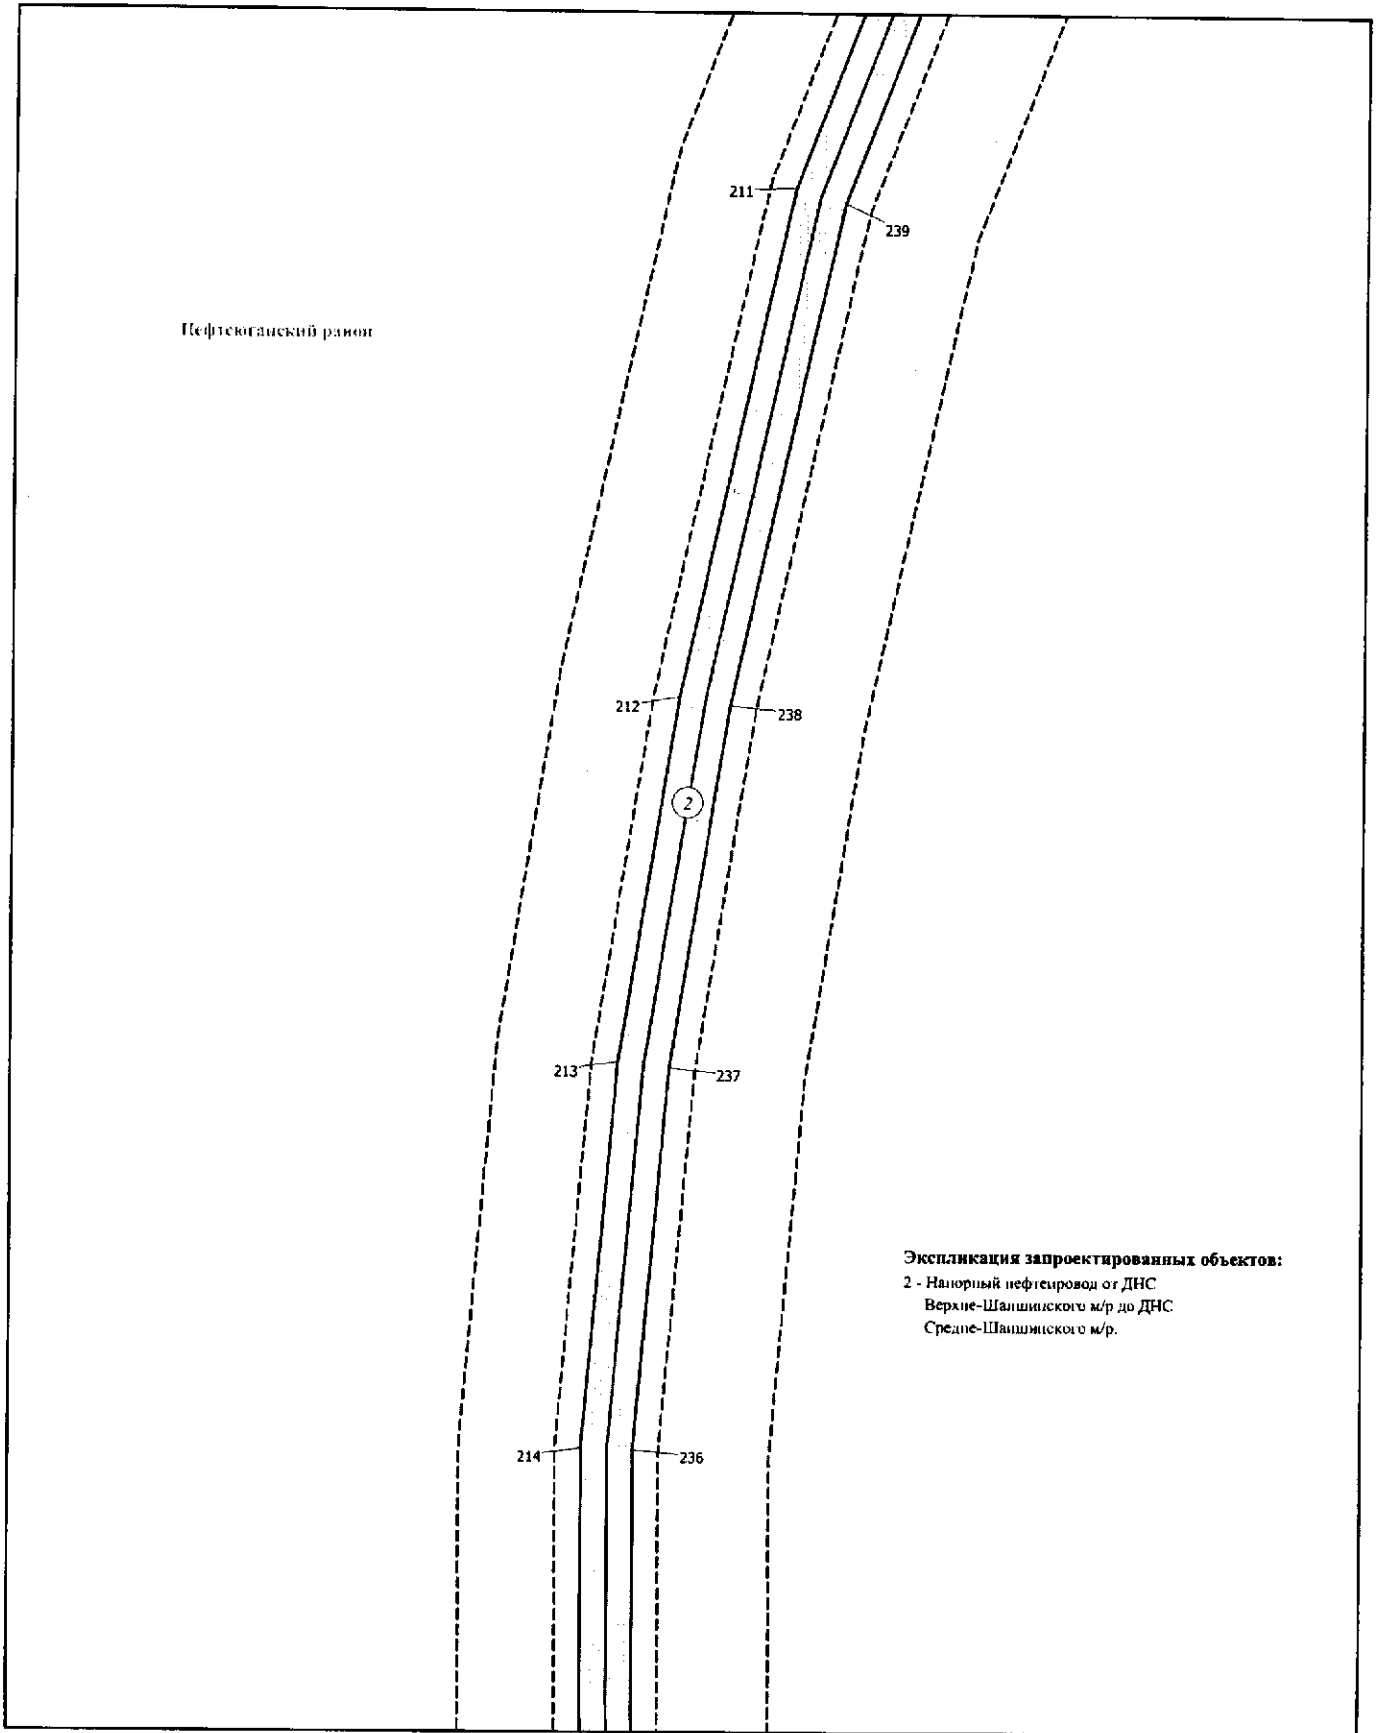 211
239
Нефтеюганский район
212
238
2
213
237
Экспликация запроектированных объектов:
2 - Напорный нефтепровод от ДНС
Верхне-Шапшинского м/р до ДНС
Средне-Шапшинского м/р.
214
236